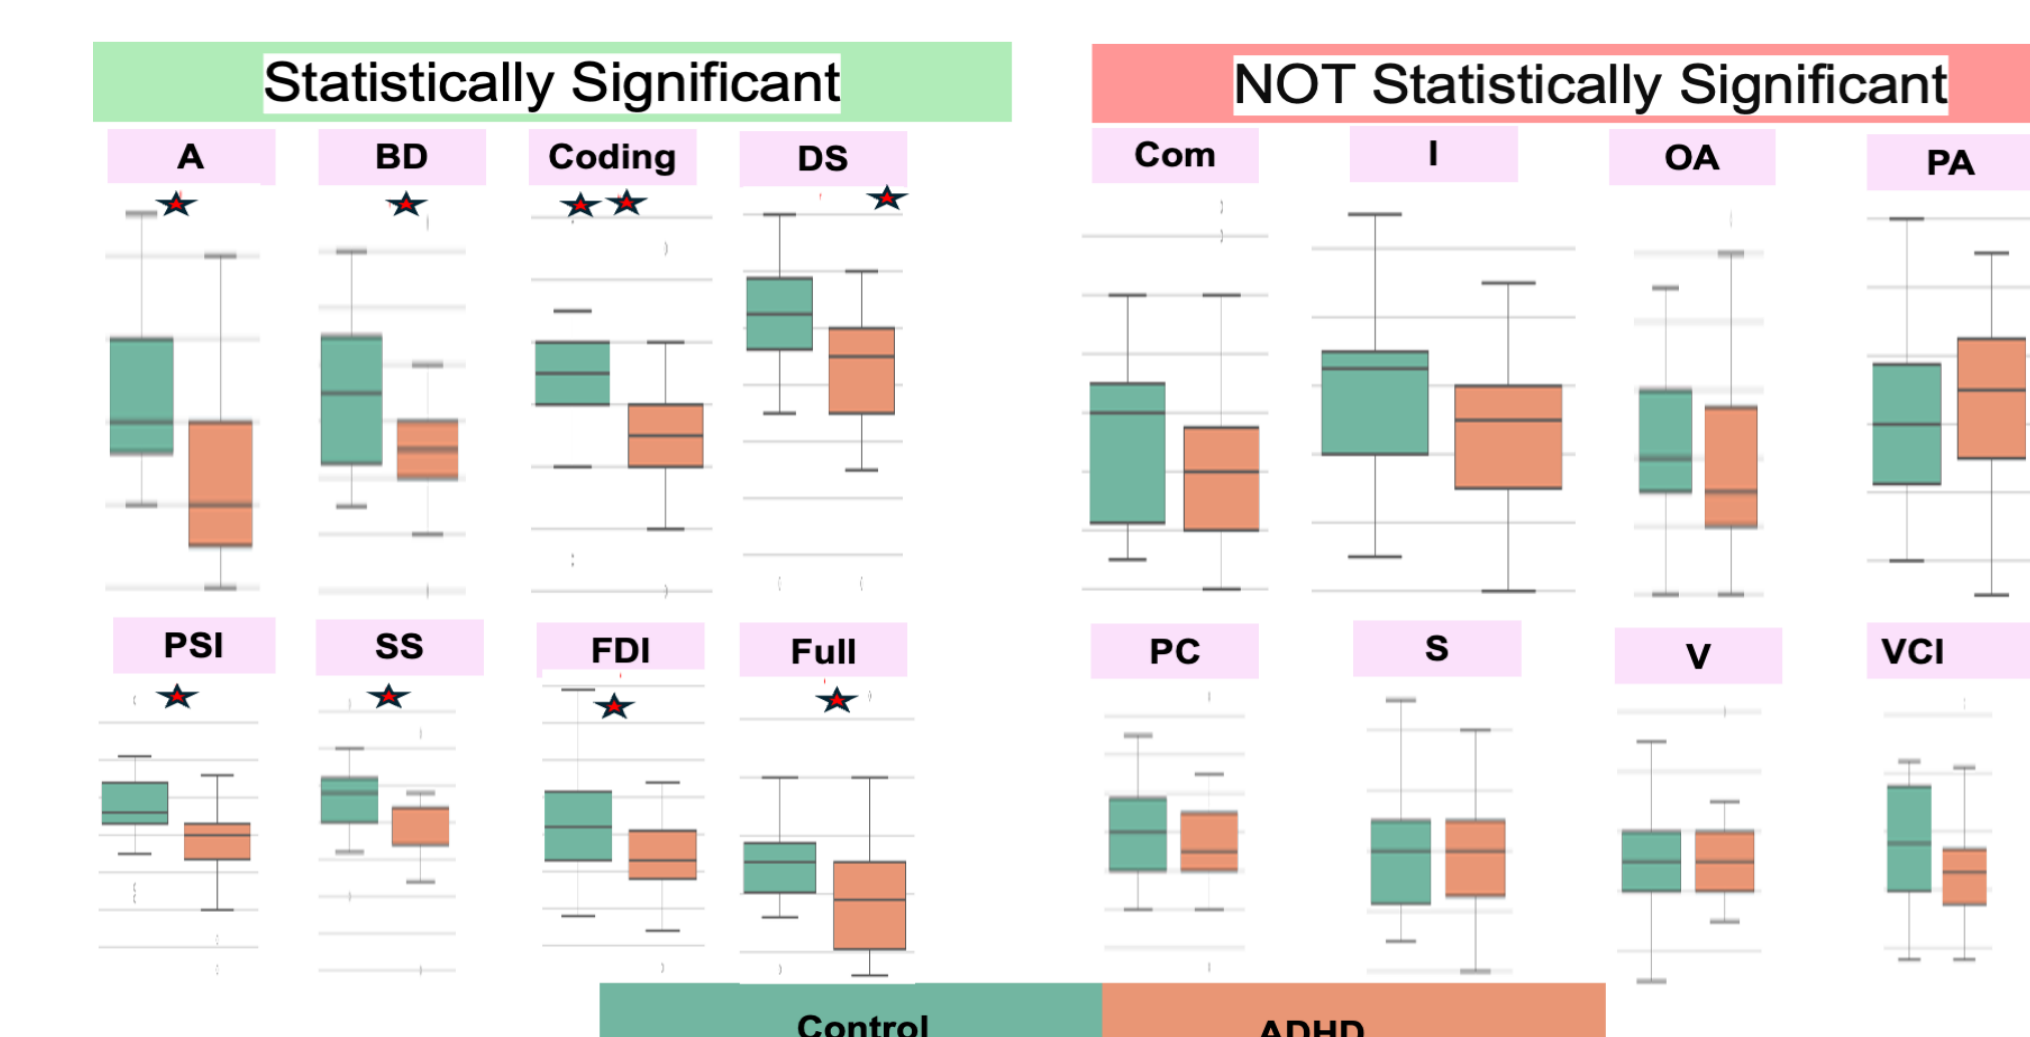 Statistically Significant
NOT Statistically Significant
A
BD
Coding
DS
Com
I
OA
PA
PSI
SS
FDI
Full
PC
S
V
VCI
Control
ADHD